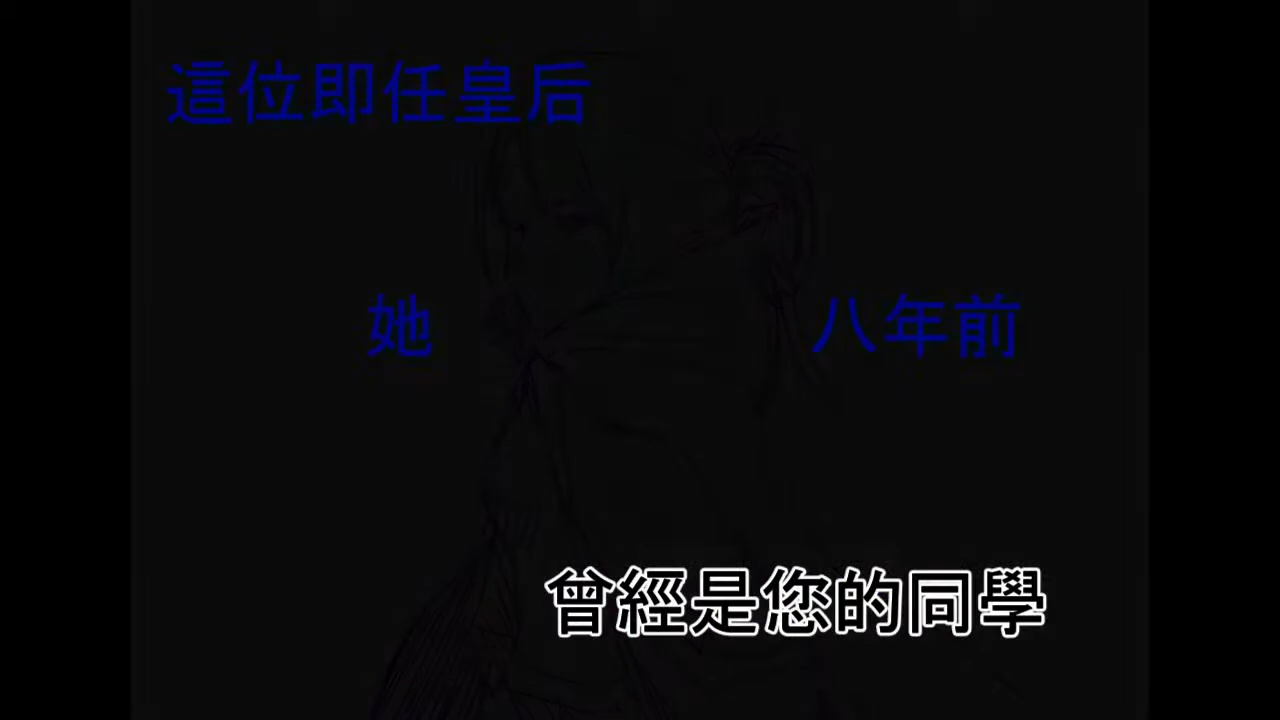 這位即任皇后
她 八年前
曾經是您的同學